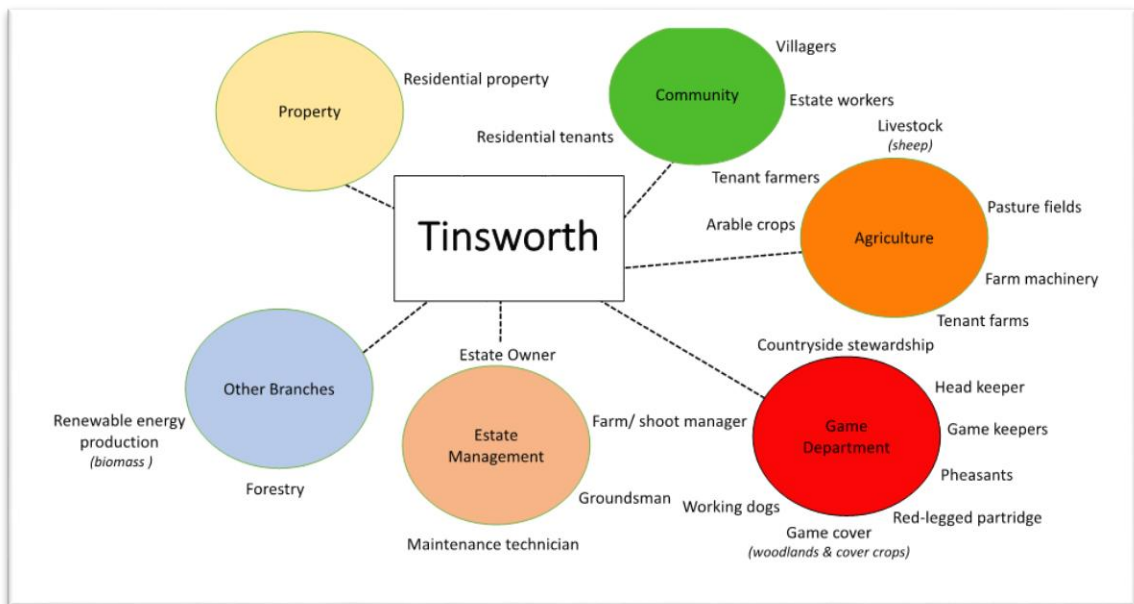 Villagers
Residential property
Property
Community
Estate workers
Residential tenants
Livestock
(sheep)
Tenant farmers
Pasture fields
Arable crops
Tinsworth
Agriculture
Farm machinery
Tenant farms
Countryside stewardship
Estate Owner
Other Branches
Head keeper
Renewable energy
production
(biomass )
Farm/ shoot manager
Game
Department
Game keepers
Estate
Management
Pheasants
Forestry
Groundsman
Working dogs
Red-legged partridge
Game cover
(woodlands & cover crops)
Maintenance technician